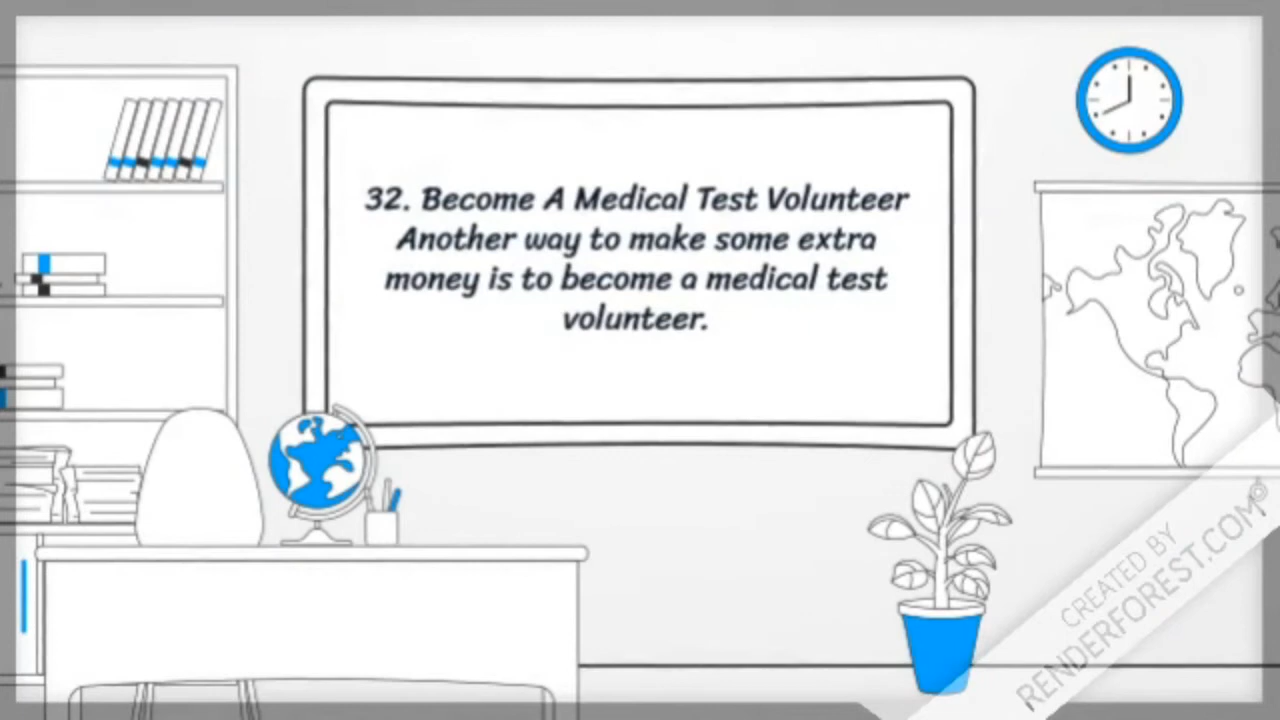 32. Become A Medical Test Volunteer
Another way to make some extra
money is to become a medical test
volunteer.
CREATED BY
RENDERFOREST.COM